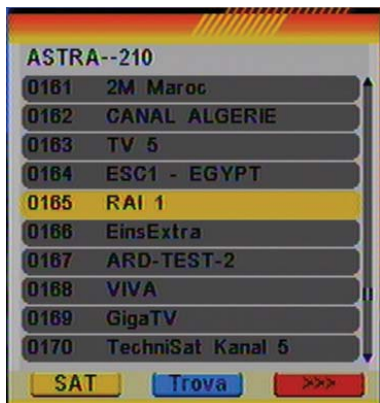 ASTRA--210
0161 2M Maroc
0162 CANAL ALGERIE
0163 TV 5
0164 ESC1 - EGYPT
0165 RAI 1
0166 EinsExtra
0167 ARD-TEST-2
0168 VIVA
0169 GigaTV
0170 TechniSat Kanal 5
SAT Trova >>>